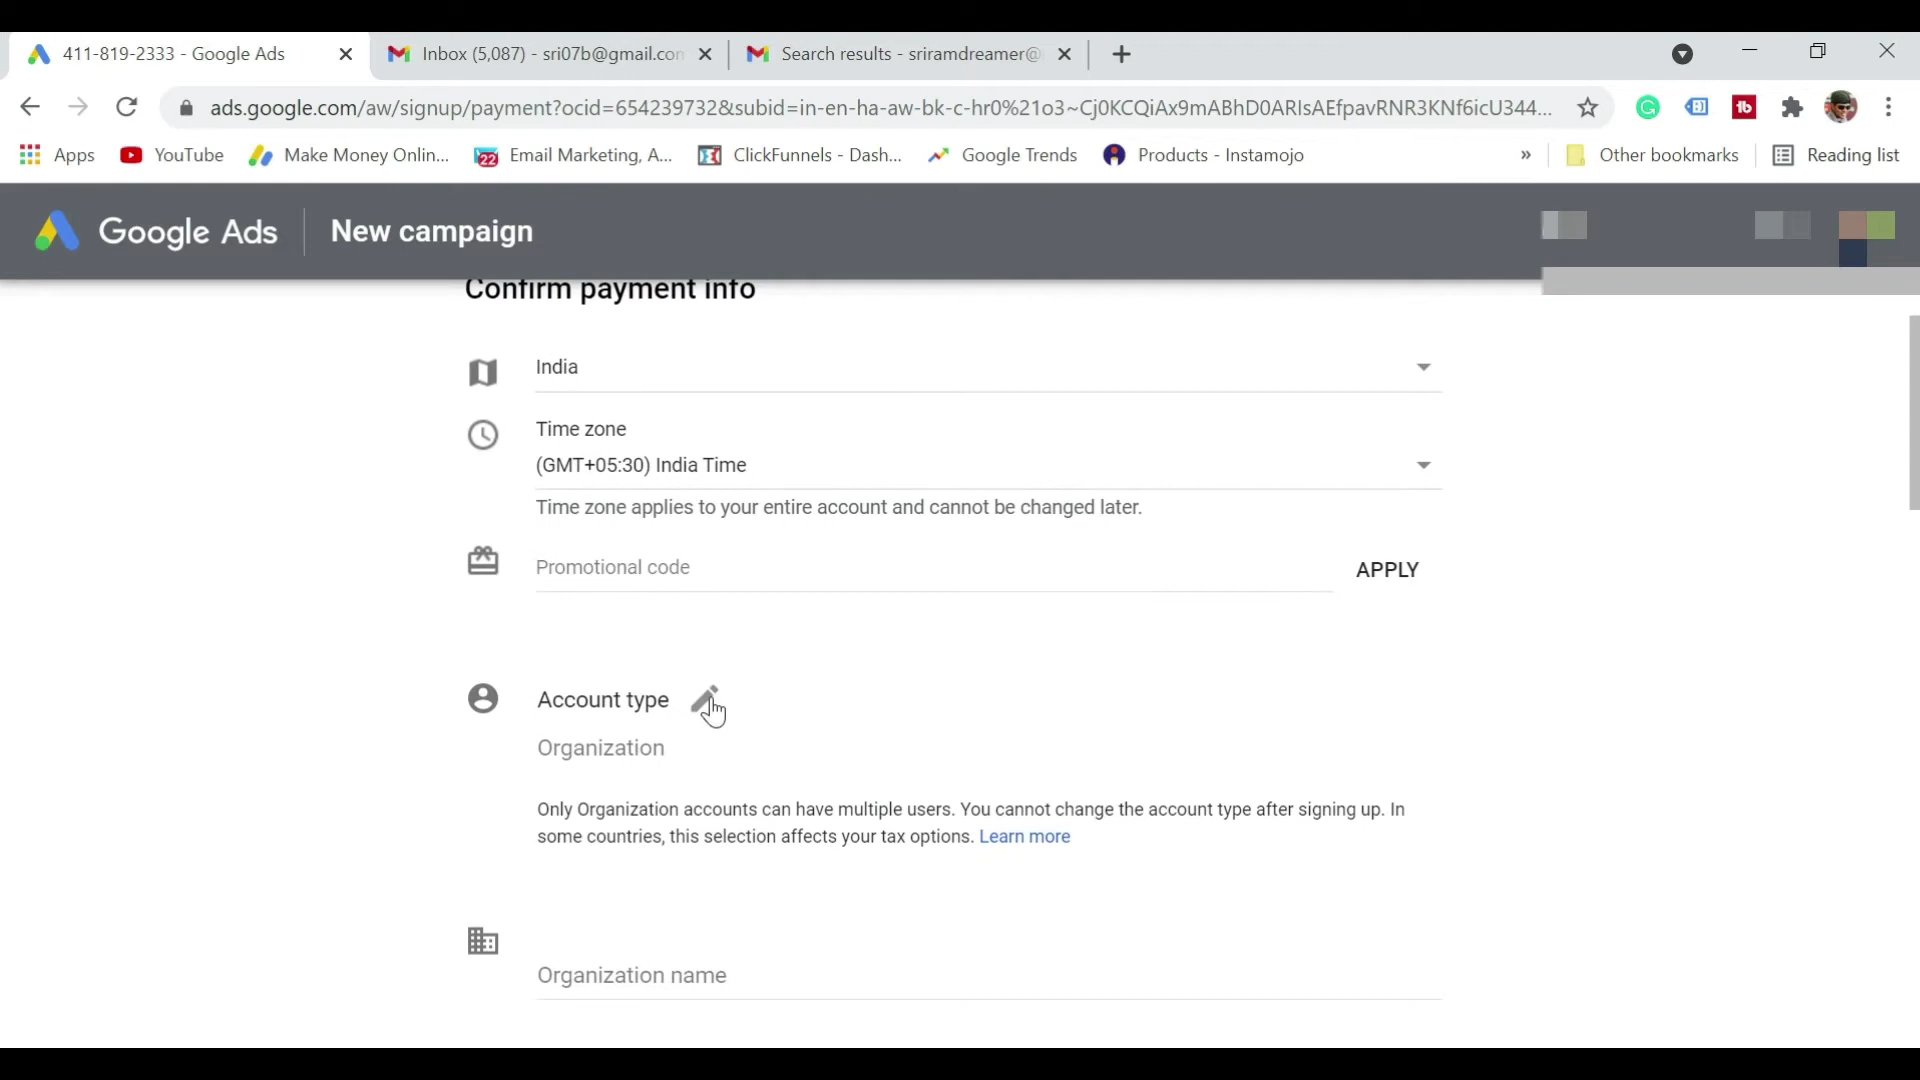 411-819-2333 - Google Ads
Inbox (5,087) - sri07b@gmail.con
Search results - sriramdreamer@
ads.google.com/aw/signup/payment?ocid=654239732&subid=in-en-ha-aw-bk-c-hr0%21o3~Cj0KCQiAx9mABhD0ARIsAEfpavRNR3KNf6icU344...
Apps
YouTube
Make Money Onlin...
22
Email Marketing, A...
ClickFunnels - Dash...
Google Trends
Products - Instamojo
»
Other bookmarks
Reading list
Google Ads
New campaign
Confirm payment info
India
Time zone
(GMT+05:30) India Time
Time zone applies to your entire account and cannot be changed later.
Promotional code
APPLY
Account type
Organization
Only Organization accounts can have multiple users. You cannot change the account type after signing up. In
some countries, this selection affects your tax options. Learn more
Organization name